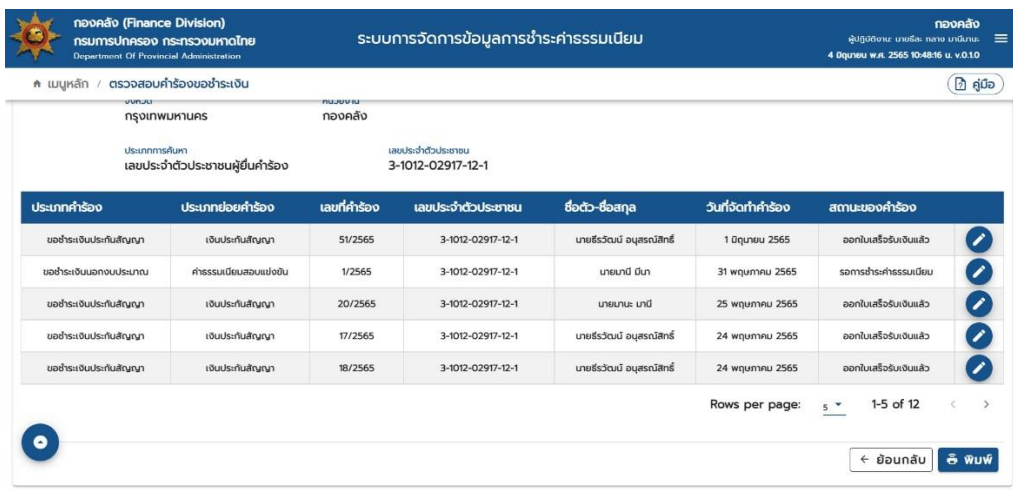 กองคลัง (Finance Division)
กรมการปกครอง กระทรวงมหาดไทย
Department Of Provincial Administration
ระบบการจัดการข้อมูลการชำระค่าธรรมเนียม
กองคลัง
ผู้ปฏิบัติงาน: นายธีละ กลาง มานีมานะ
4 มิถุนายน พ.ศ. 2565 10:48:16 น. v.0.1.0
เมนูหลัก / ตรวจสอบคำร้องขอชำระเงิน
คู่มือ
จังหวัด หน่วยงาน
กรุงเทพมหานคร กองคลัง
ประเภทการค้นหา เลขประจำตัวประชาชน
เลขประจำตัวประชาชนผู้ยื่นคำร้อง 3-1012-02917-12-1
ประเภทคำร้อง ประเภทย่อยคำร้อง เลขที่คำร้อง เลขประจำตัวประชาชน ชื่อตัว-ชื่อสกุล วันที่จัดทำคำร้อง สถานะของคำร้อง
ขอชำระเงินประกันสัญญา เงินประกันสัญญา 51/2565 3-1012-02917-12-1 นายธีรวัฒน์ อนุสรณ์สิทธิ์ 1 มิถุนายน 2565 ออกใบเสร็จรับเงินแล้ว
ขอชำระเงินนอกงบประมาณ ค่าธรรมเนียมสอบแข่งขัน 1/2565 3-1012-02917-12-1 นายมานี มีนา 31 พฤษภาคม 2565 รอการชำระค่าธรรมเนียม
ขอชำระเงินประกันสัญญา เงินประกันสัญญา 20/2565 3-1012-02917-12-1 นายมานะ มานี 25 พฤษภาคม 2565 ออกใบเสร็จรับเงินแล้ว
ขอชำระเงินประกันสัญญา เงินประกันสัญญา 17/2565 3-1012-02917-12-1 นายธีรวัฒน์ อนุสรณ์สิทธิ์ 24 พฤษภาคม 2565 ออกใบเสร็จรับเงินแล้ว
ขอชำระเงินประกันสัญญา เงินประกันสัญญา 18/2565 3-1012-02917-12-1 นายธีรวัฒน์ อนุสรณ์สิทธิ์ 24 พฤษภาคม 2565 ออกใบเสร็จรับเงินแล้ว
Rows per page: 5 1-5 of 12
ย้อนกลับ พิมพ์